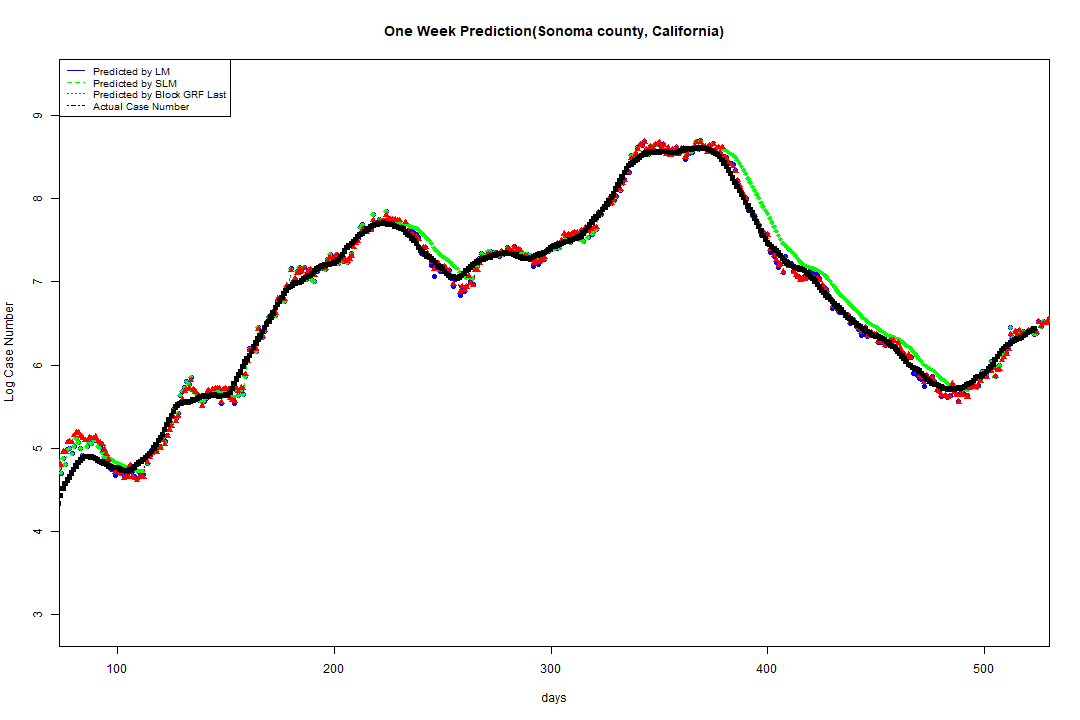 One Week Prediction(Sonoma county, California)
Predicted by LM
Predicted by SLM
Predicted by Block GRF Last
Actual Case Number
9
8
7
6
5
4
3
Log Case Number
100 200 300 400 500
days